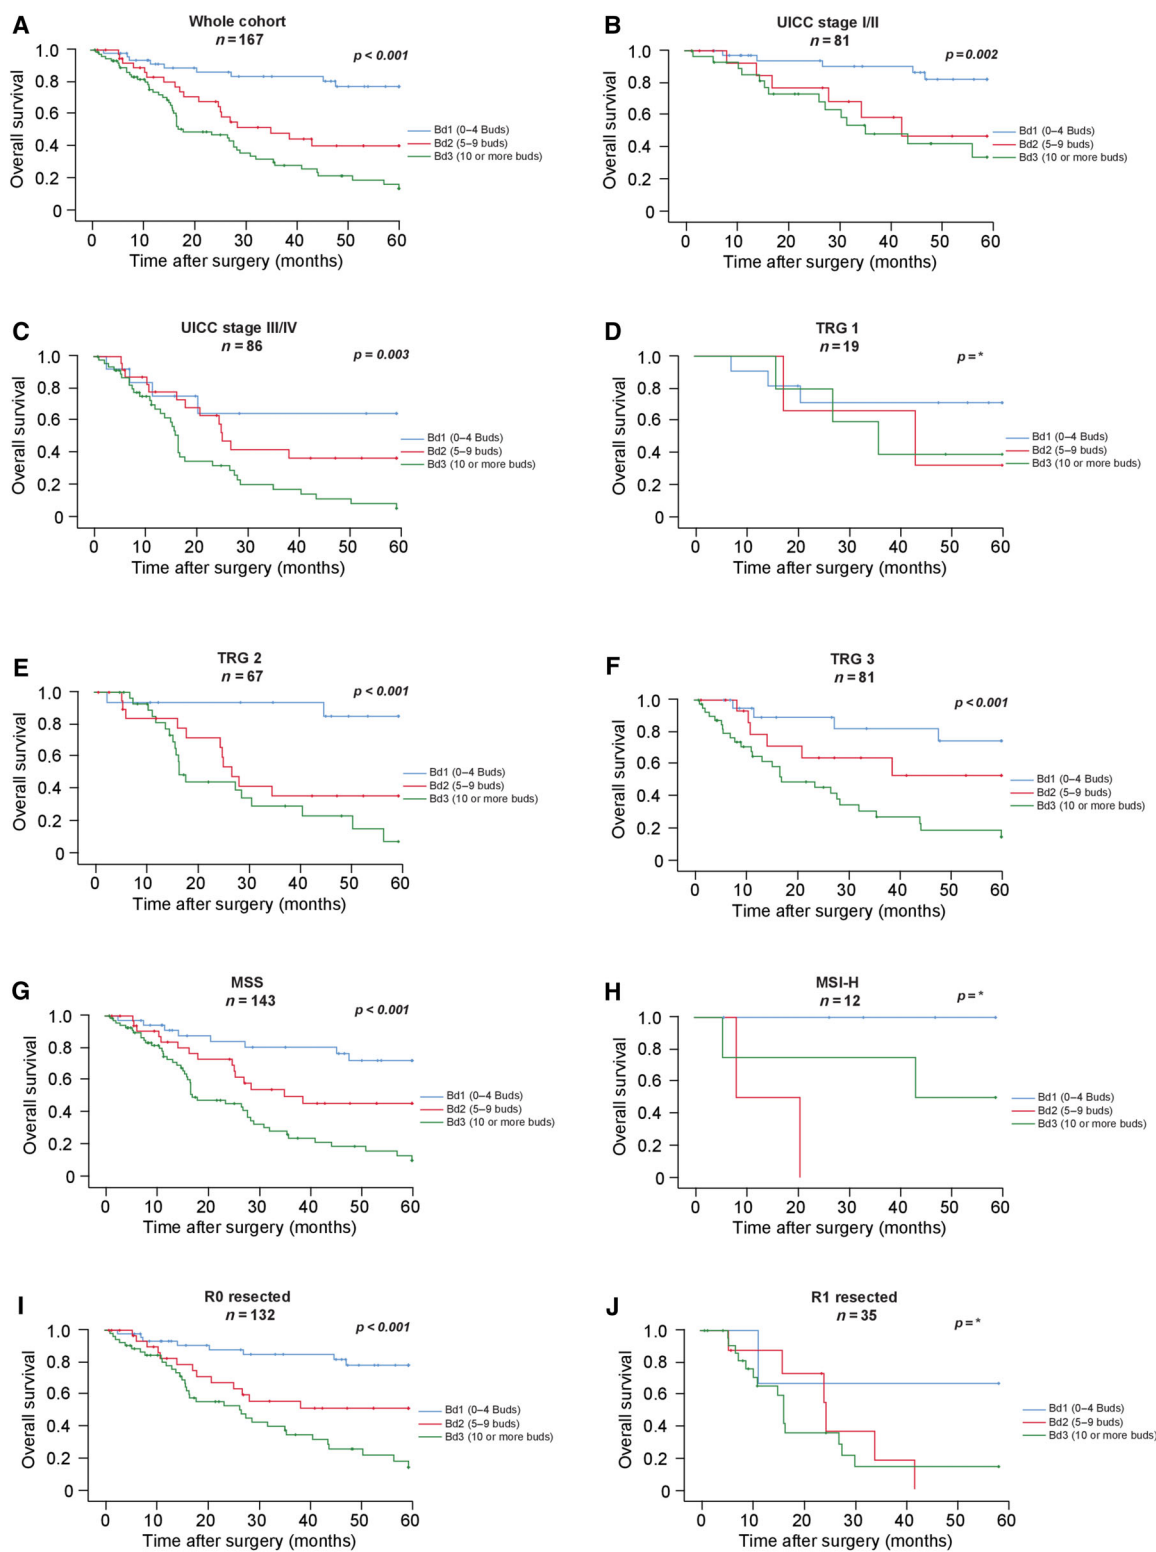 A
Whole cohort
n = 167
p < 0.001
Overall survival
1.0
0.8
0.6
0.4
0.2
0
Bd1 (0–4 Buds)
Bd2 (5–9 buds)
Bd3 (10 or more buds)
0 10 20 30 40 50 60
Time after surgery (months)
B
UICC stage I/II
n = 81
p = 0.002
Overall survival
1.0
0.8
0.6
0.4
0.2
0
Bd1 (0–4 Buds)
Bd2 (5–9 buds)
Bd3 (10 or more buds)
0 10 20 30 40 50 60
Time after surgery (months)
C
UICC stage III/IV
n = 86
p = 0.003
Overall survival
1.0
0.8
0.6
0.4
0.2
0
Bd1 (0–4 Buds)
Bd2 (5–9 buds)
Bd3 (10 or more buds)
0 10 20 30 40 50 60
Time after surgery (months)
D
TRG 1
n = 19
p = *
Overall survival
1.0
0.8
0.6
0.4
0.2
0
Bd1 (0–4 Buds)
Bd2 (5–9 buds)
Bd3 (10 or more buds)
0 10 20 30 40 50 60
Time after surgery (months)
E
TRG 2
n = 67
p < 0.001
Overall survival
1.0
0.8
0.6
0.4
0.2
0
Bd1 (0–4 Buds)
Bd2 (5–9 buds)
Bd3 (10 or more buds)
0 10 20 30 40 50 60
Time after surgery (months)
F
TRG 3
n = 81
p < 0.001
Overall survival
1.0
0.8
0.6
0.4
0.2
0
Bd1 (0–4 Buds)
Bd2 (5–9 buds)
Bd3 (10 or more buds)
0 10 20 30 40 50 60
Time after surgery (months)
G
MSS
n = 143
p < 0.001
Overall survival
1.0
0.8
0.6
0.4
0.2
0
Bd1 (0–4 Buds)
Bd2 (5–9 buds)
Bd3 (10 or more buds)
0 10 20 30 40 50 60
Time after surgery (months)
H
MSI-H
n = 12
p = *
Overall survival
1.0
0.8
0.6
0.4
0.2
0
Bd1 (0–4 Buds)
Bd2 (5–9 buds)
Bd3 (10 or more buds)
0 10 20 30 40 50 60
Time after surgery (months)
I
R0 resected
n = 132
p < 0.001
Overall survival
1.0
0.8
0.6
0.4
0.2
0
Bd1 (0–4 Buds)
Bd2 (5–9 buds)
Bd3 (10 or more buds)
0 10 20 30 40 50 60
Time after surgery (months)
J
R1 resected
n = 35
p = *
Overall survival
1.0
0.8
0.6
0.4
0.2
0
Bd1 (0–4 Buds)
Bd2 (5–9 buds)
Bd3 (10 or more buds)
0 10 20 30 40 50 60
Time after surgery (months)